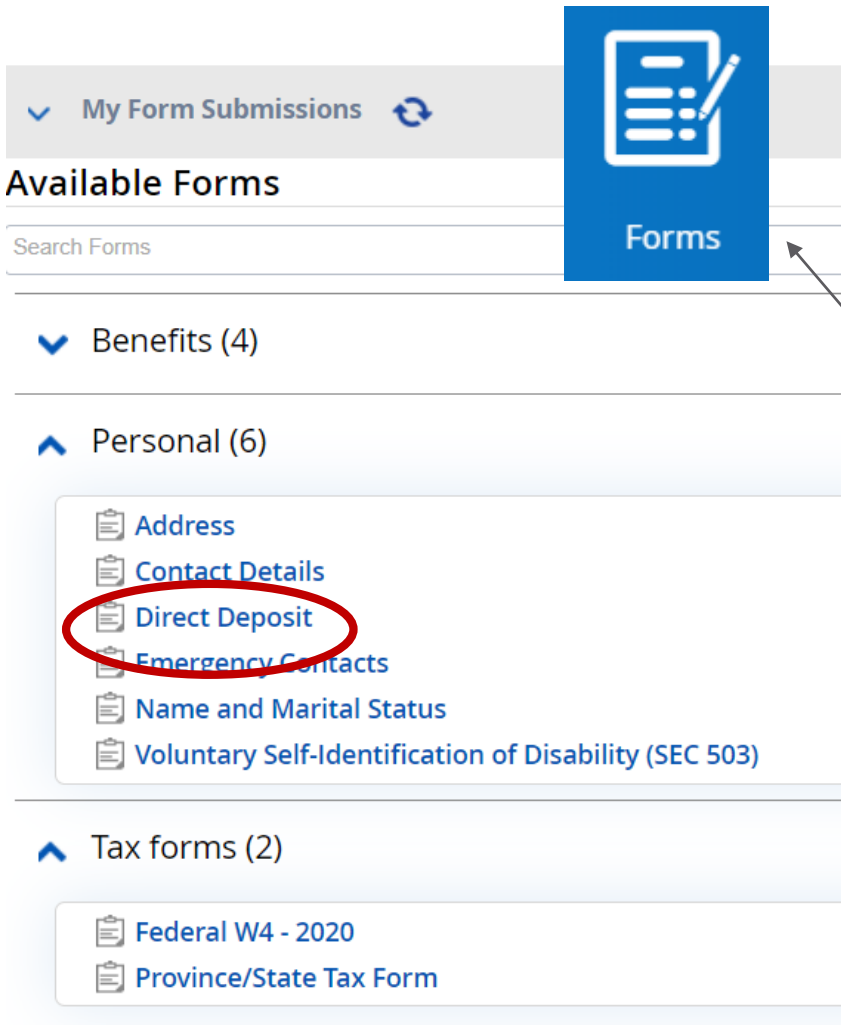 My Form Submissions
Forms
Available Forms
Search Forms
Benefits (4)
Personal (6)
Address
Contact Details
Direct Deposit
Emergency Contacts
Name and Marital Status
Voluntary Self-Identification of Disability (SEC 503)
Tax forms (2)
Federal W4 - 2020
Province/State Tax Form